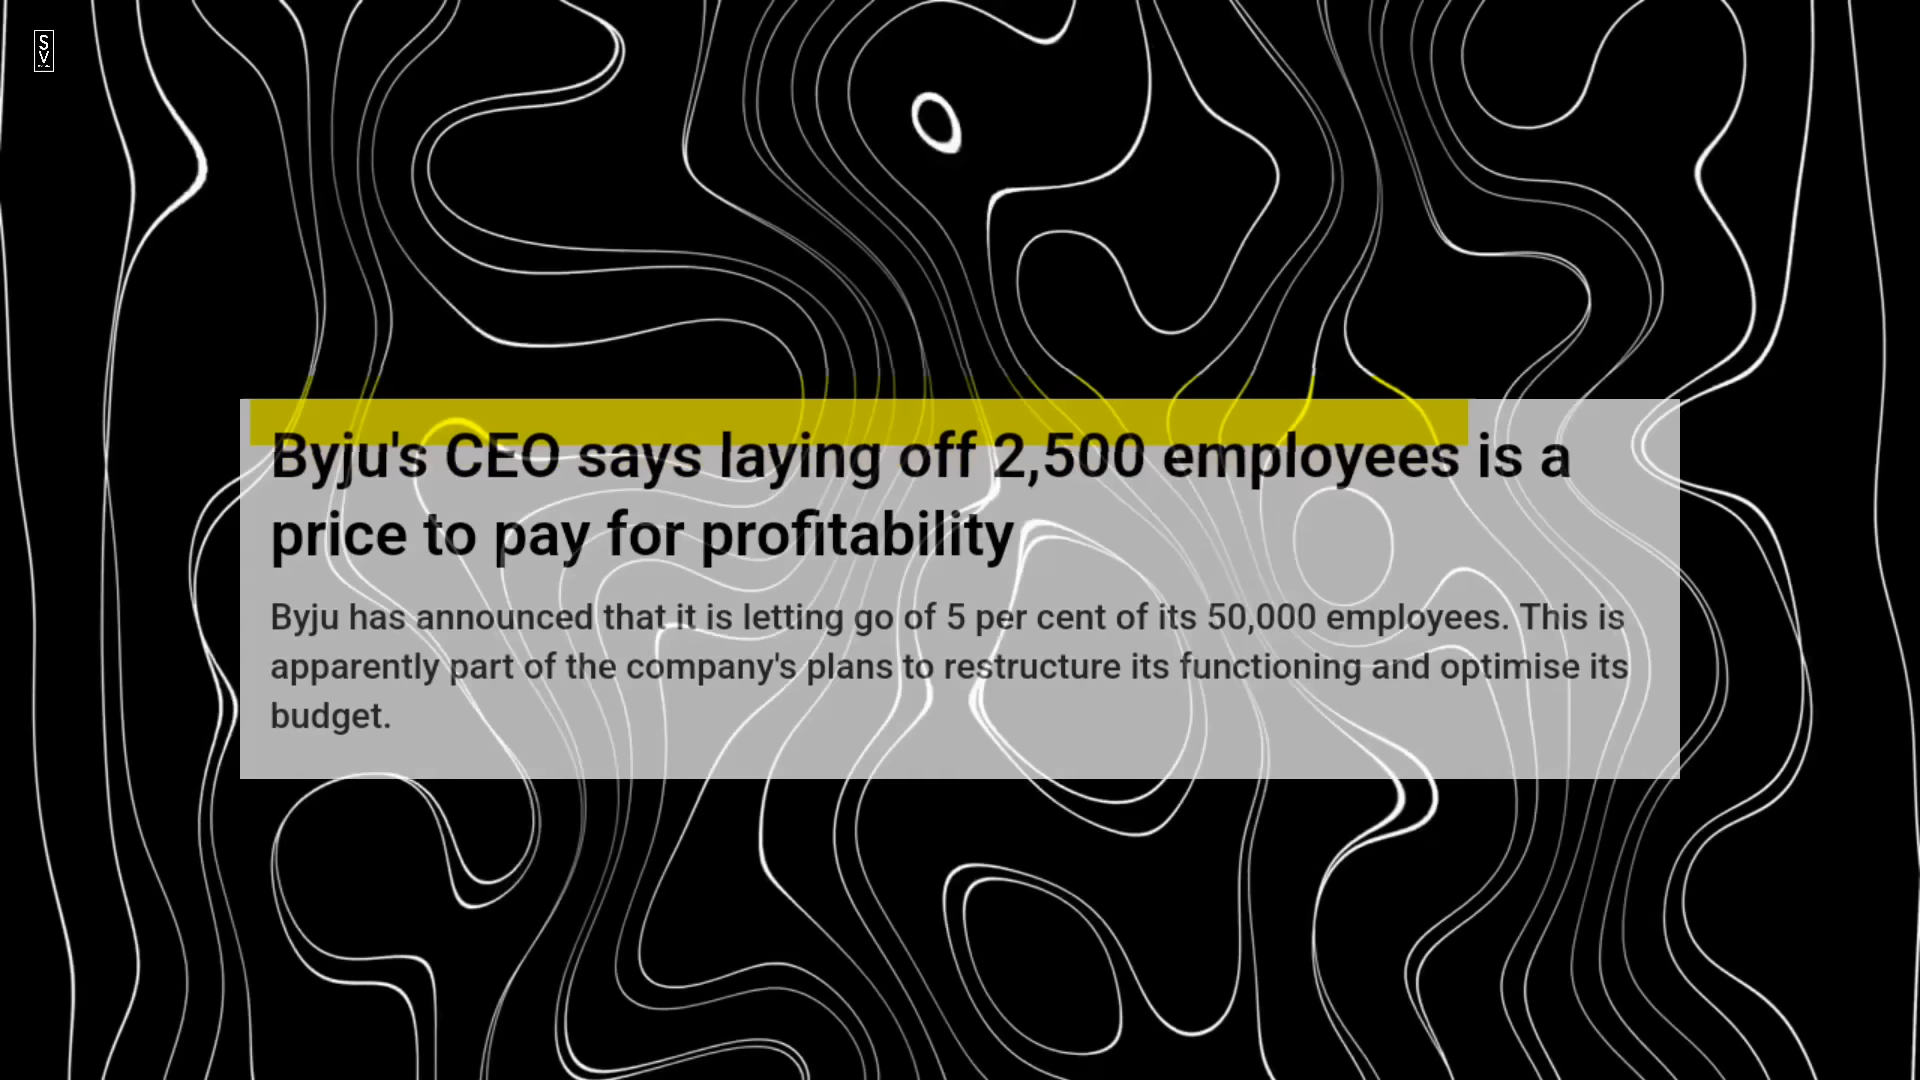 S
V
Byju's CEO says laying off 2,500 employees is a
price to pay for profitability
Byju has announced that it is letting go of 5 per cent of its 50,000 employees. This is
apparently part of the company's plans to restructure its functioning and optimise its
budget.